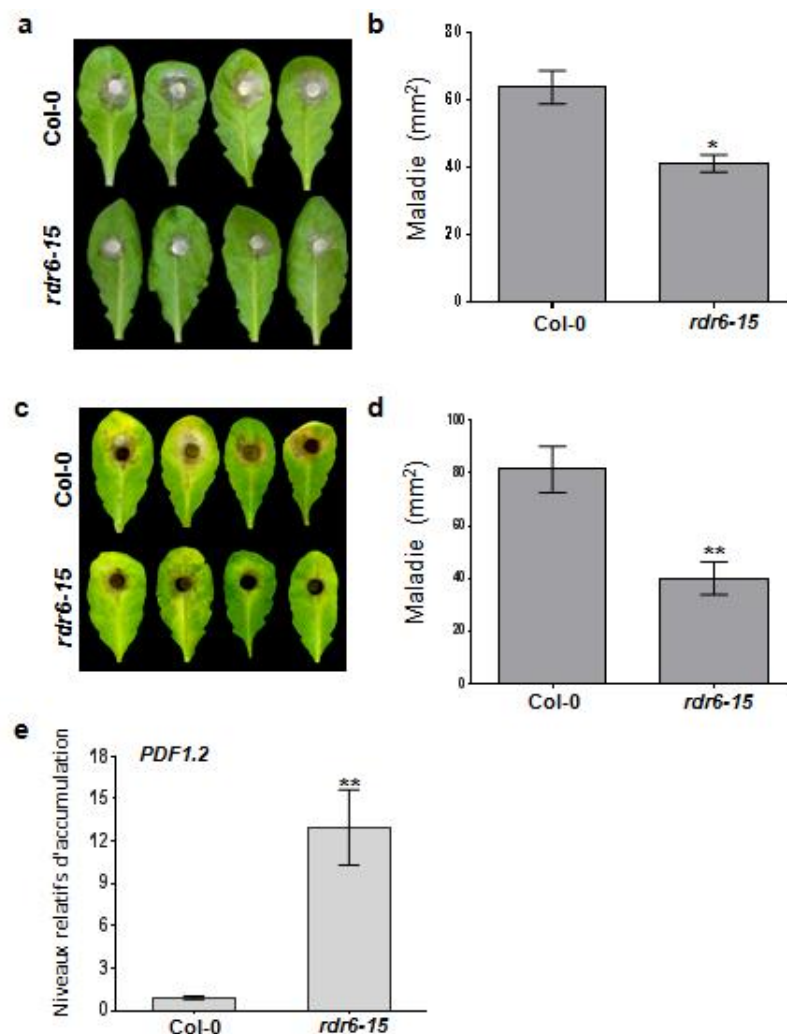 a
Col-0
rdr6-15
b
Maladie (mm²)
80
60
40
20
0
*
Col-0
rdr6-15
c
Col-0
rdr6-15
d
Maladie (mm²)
100
80
60
40
20
0
**
Col-0
rdr6-15
e
PDF1.2
Niveaux relatifs d'accumulation
18
15
12
9
6
3
0
**
Col-0
rdr6-15